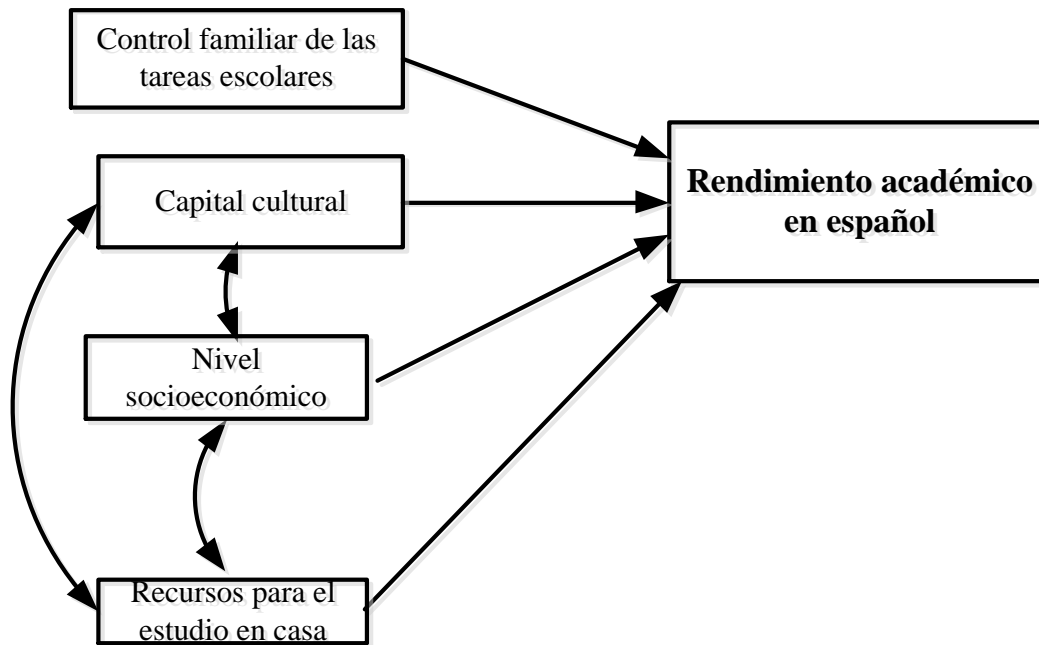 Control familiar de las
tareas escolares
Capital cultural
Rendimiento académico
en español
Nivel
socioeconómico
Recursos para el
estudio en casa